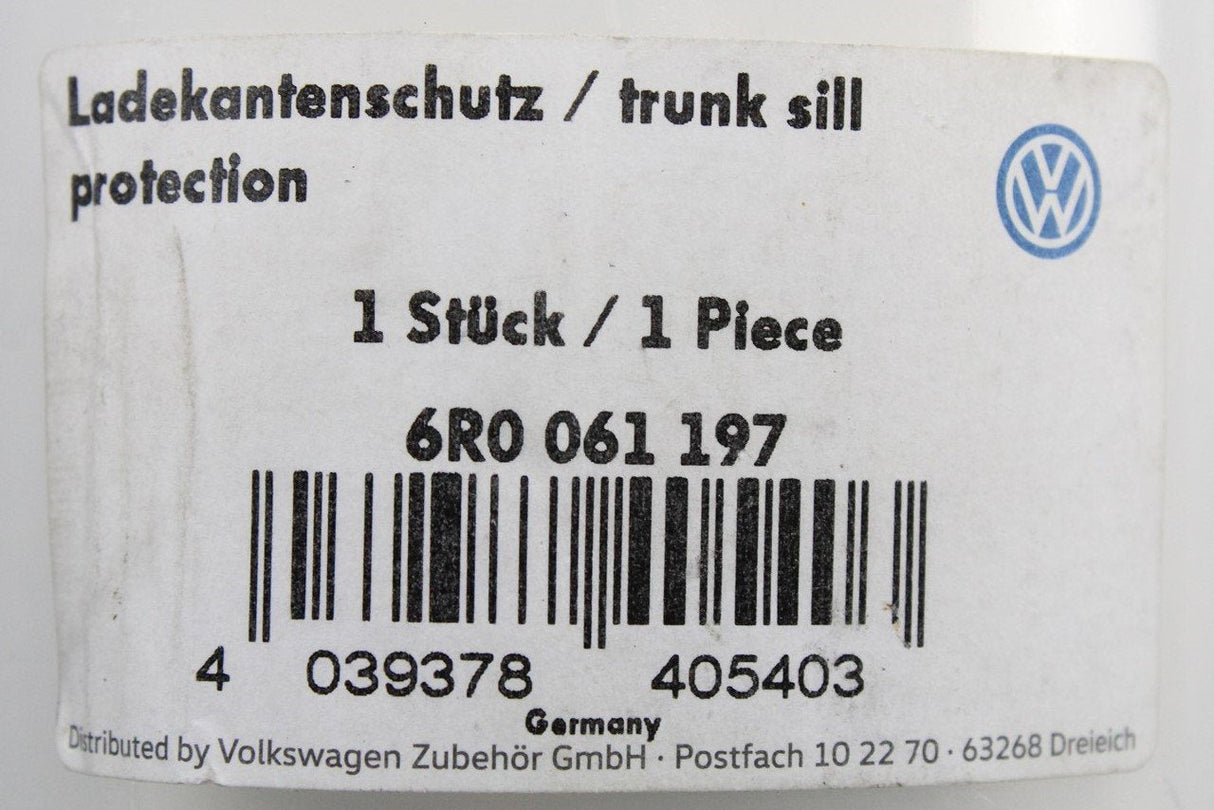 Ladekantenschutz / trunk sill
protection
1 Stück / 1 Piece
6R0 061 197
4 039378 405403
Germany
Distributed by Volkswagen Zubehör GmbH · Postfach 10 22 70 · 63268 Dreieich